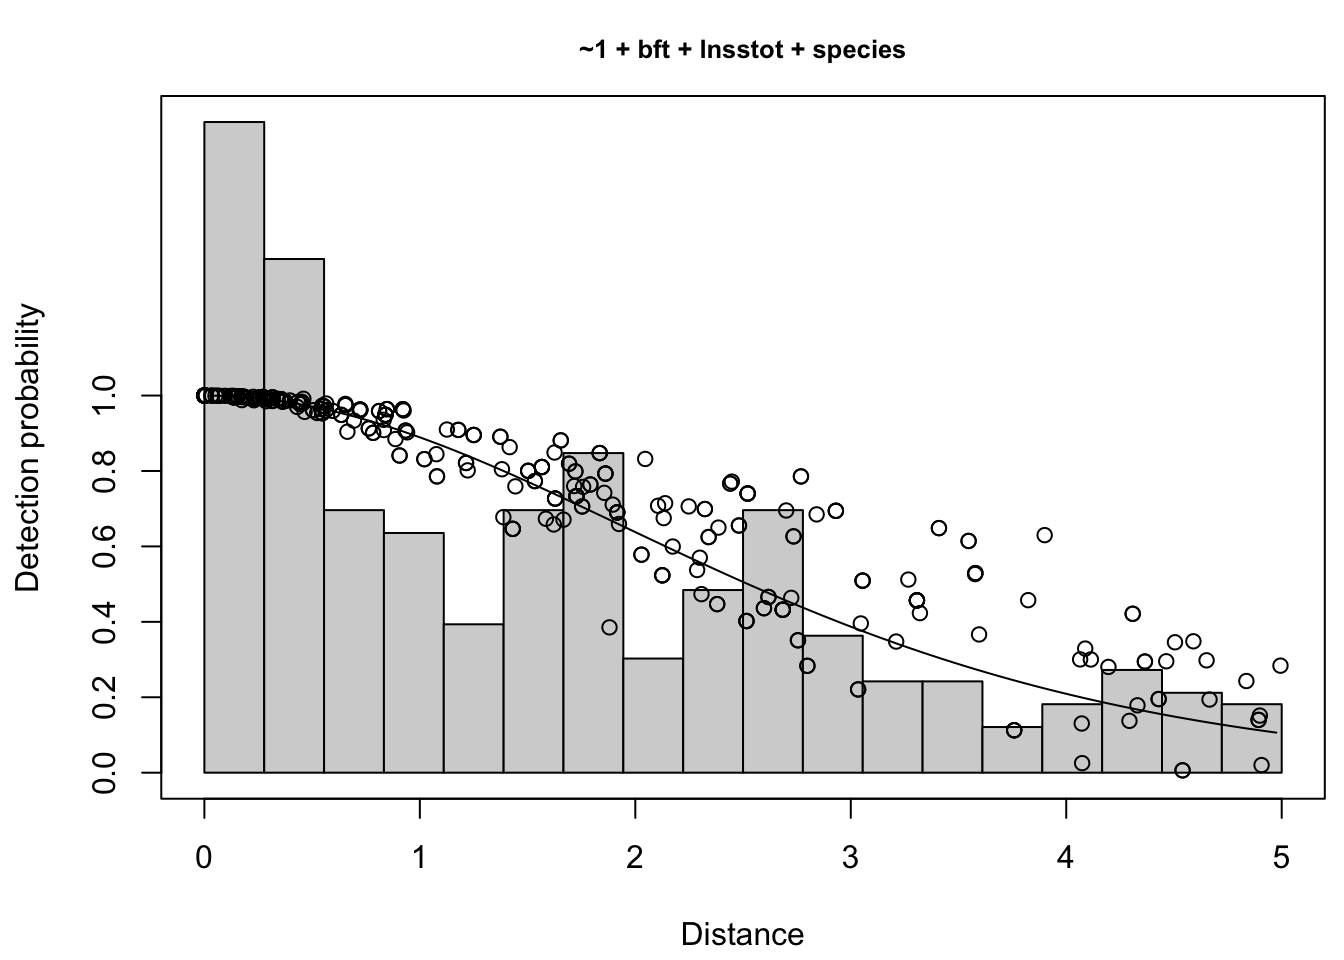 ~1 + bft + lnsstot + species
Detection probability
1.0
0.8
0.6
0.4
0.2
0.0
0 1 2 3 4 5
Distance